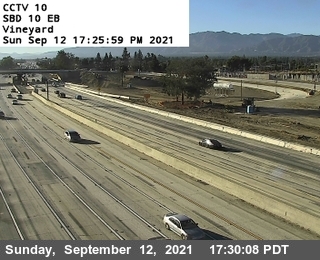 CCTV 10
SBD 10 EB
Vineyard
Sun Sep 12 17:25:59 PM 2021
Sunday, September 12, 2021 17:30:08 PDT